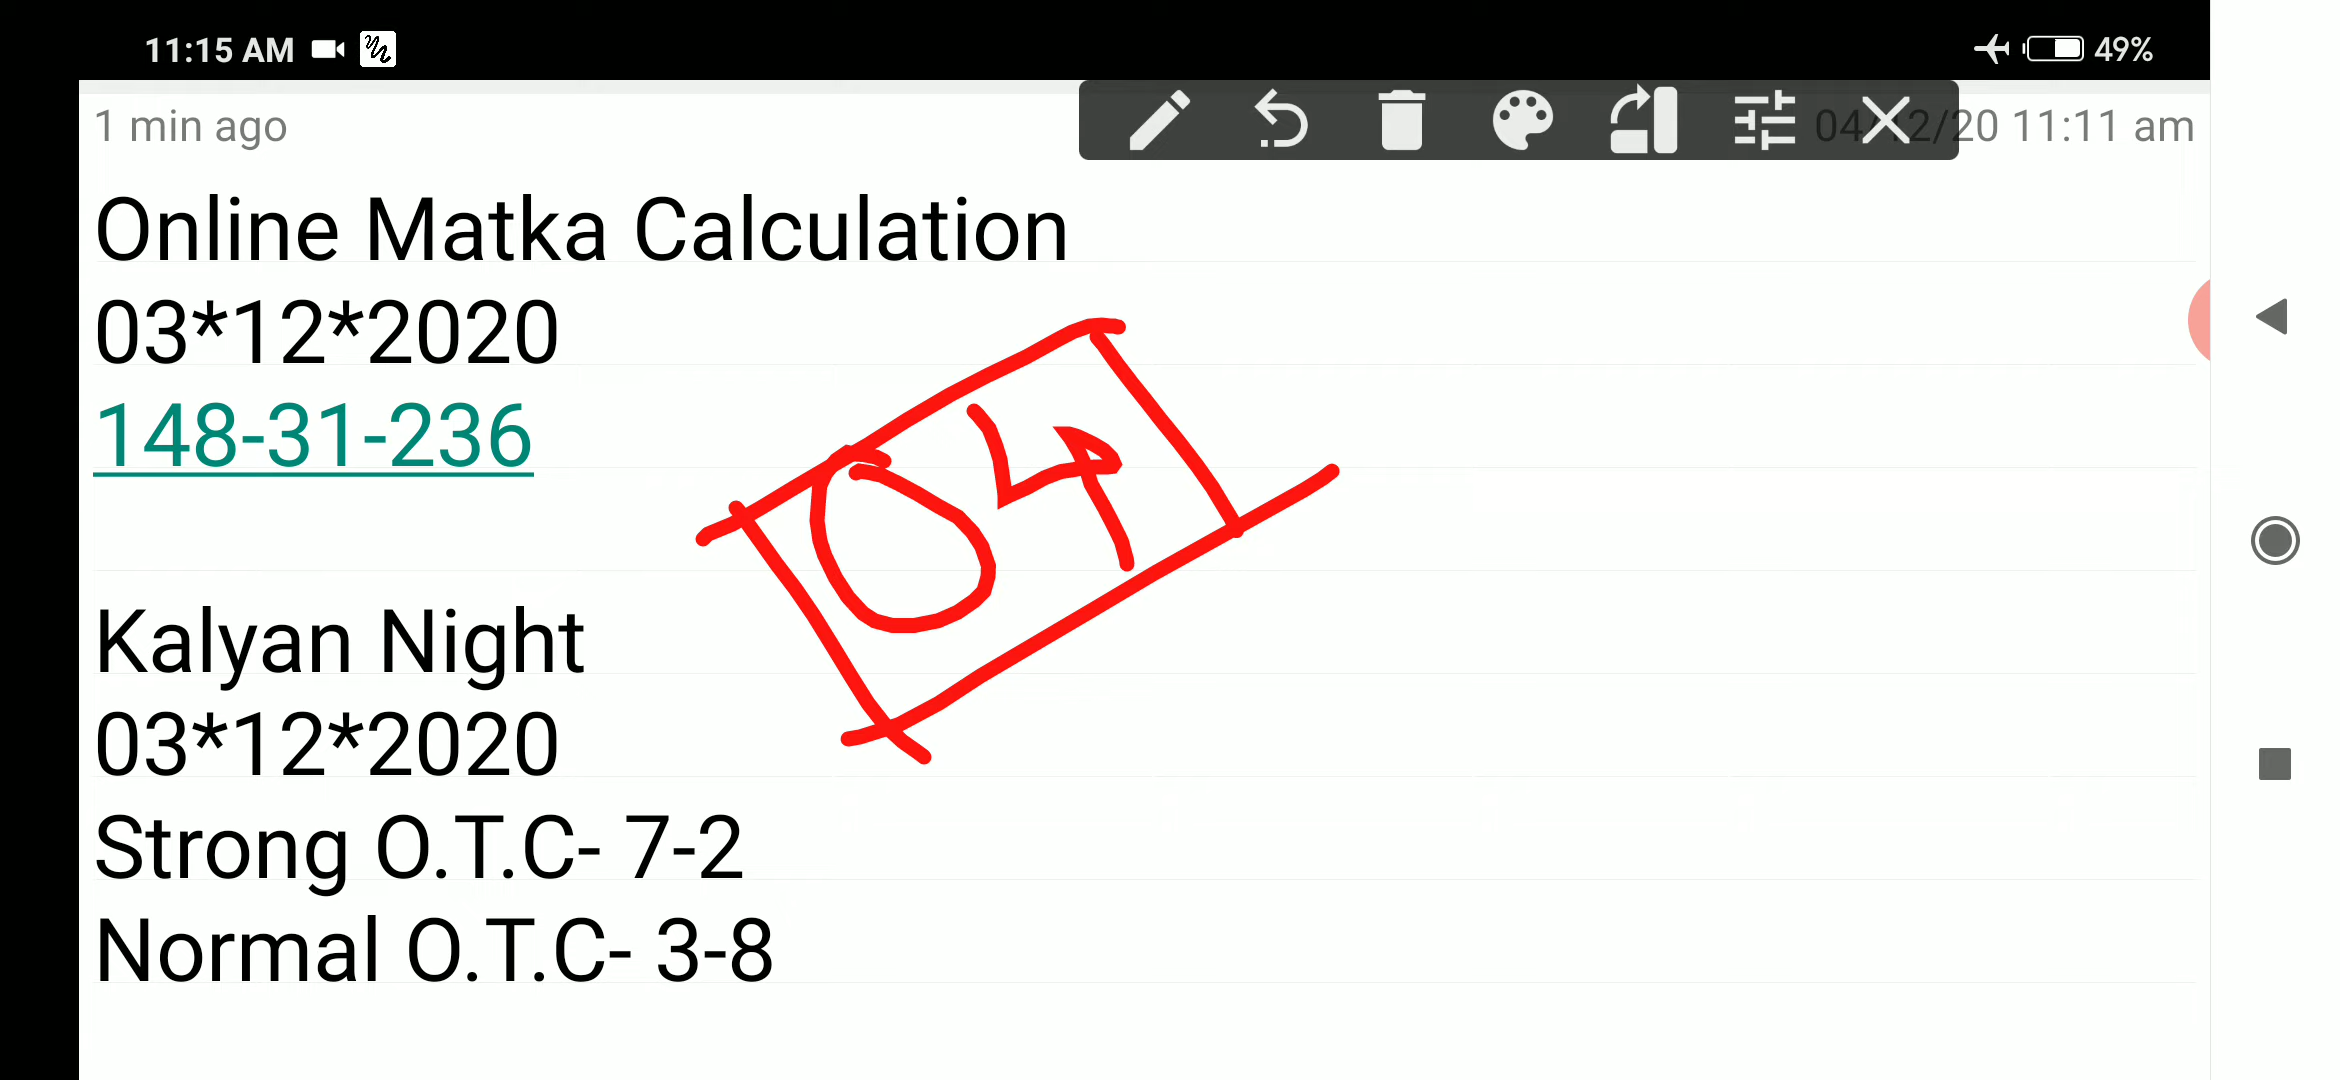 11:15 AM
49%
1 min ago
04/12/20 11:11 am
Online Matka Calculation
03*12*2020
148-31-236
04
Kalyan Night
03*12*2020
Strong O.T.C- 7-2
Normal O.T.C- 3-8